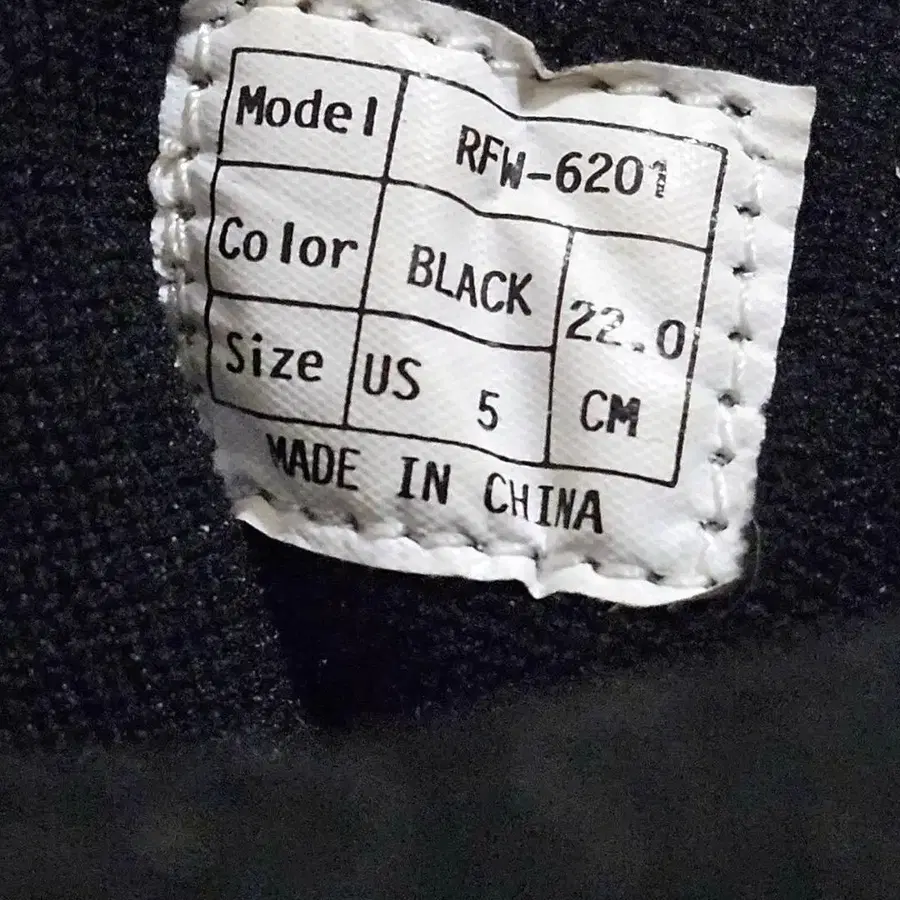 Model RFW-6201
Color BLACK 22.0
Size US 5 CM
MADE IN CHINA